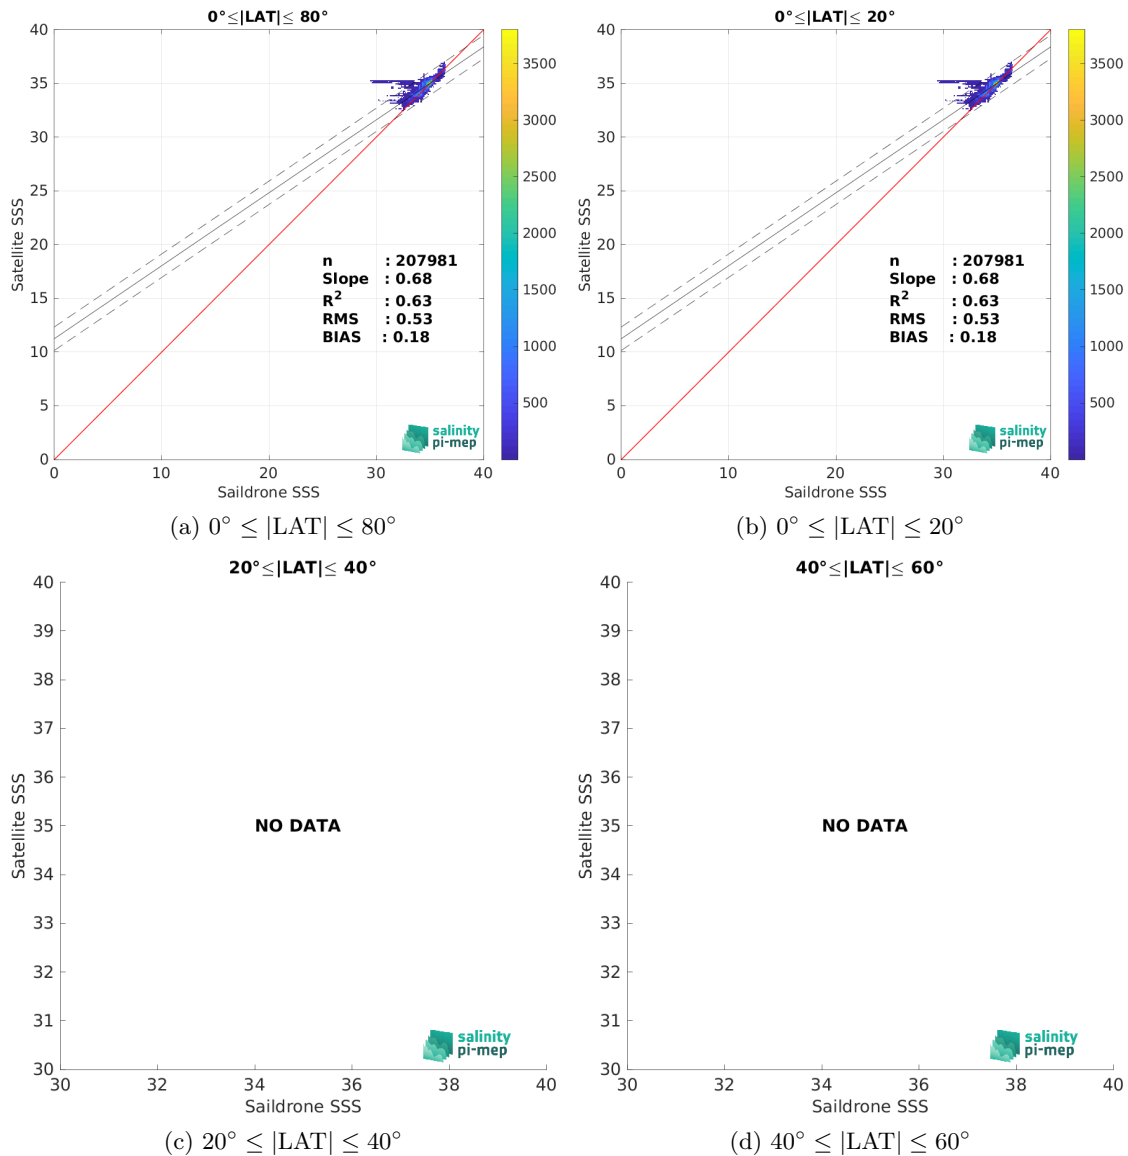 0°≤|LAT|≤ 80°
40
35
30
25
20
15
10
5
0
Satellite SSS
n : 207981
Slope : 0.68
R² : 0.63
RMS : 0.53
BIAS : 0.18
salinity
pi-mep
0 10 20 30 40
Saildrone SSS
3500
3000
2500
2000
1500
1000
500
(a) 0° ≤ |LAT| ≤ 80°
0°≤|LAT|≤ 20°
40
35
30
25
20
15
10
5
0
Satellite SSS
n : 207981
Slope : 0.68
R² : 0.63
RMS : 0.53
BIAS : 0.18
salinity
pi-mep
0 10 20 30 40
Saildrone SSS
3500
3000
2500
2000
1500
1000
500
(b) 0° ≤ |LAT| ≤ 20°
20°≤|LAT|≤ 40°
40
39
38
37
36
35
34
33
32
31
30
Satellite SSS
NO DATA
salinity
pi-mep
30 32 34 36 38 40
Saildrone SSS
(c) 20° ≤ |LAT| ≤ 40°
40°≤|LAT|≤ 60°
40
39
38
37
36
35
34
33
32
31
30
Satellite SSS
NO DATA
salinity
pi-mep
30 32 34 36 38 40
Saildrone SSS
(d) 40° ≤ |LAT| ≤ 60°